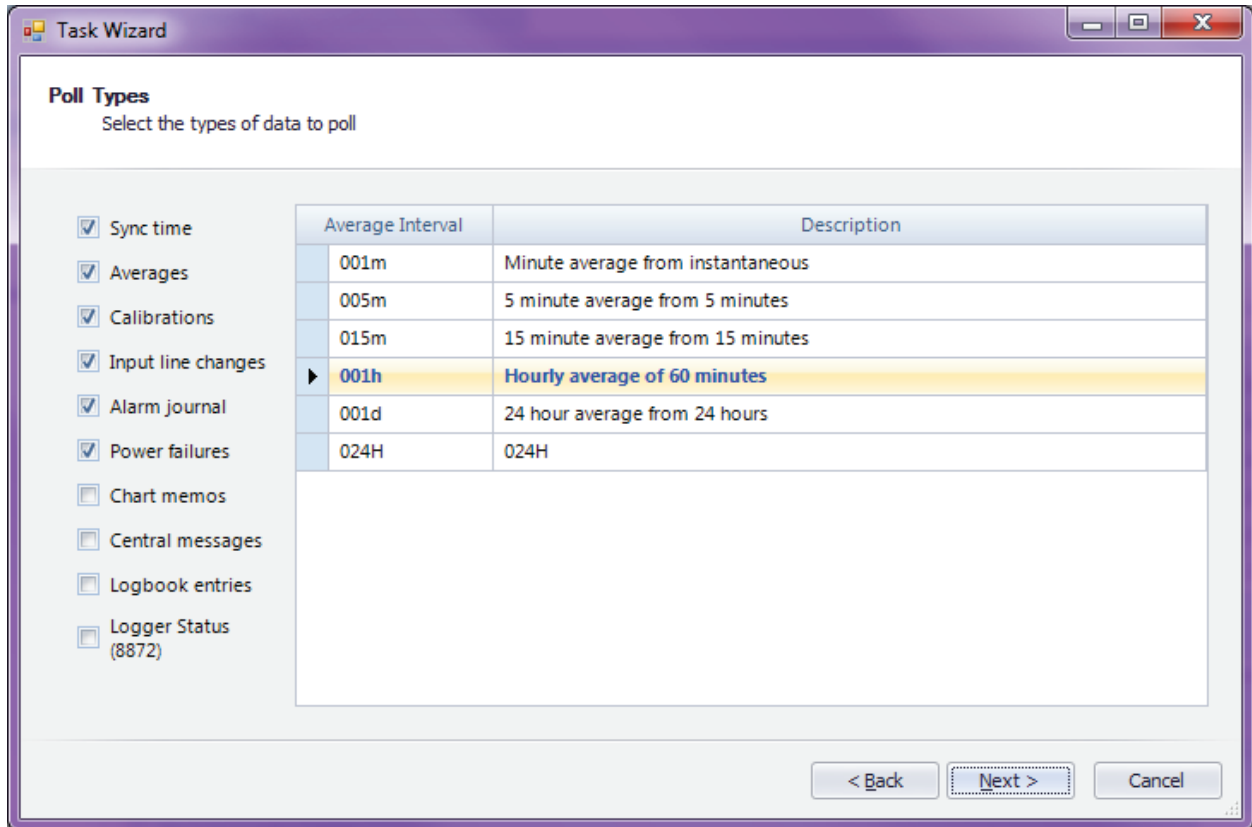 Task Wizard
Poll Types
Select the types of data to poll
Sync time
Averages
Calibrations
Input line changes
Alarm journal
Power failures
Chart memos
Central messages
Logbook entries
Logger Status
(8872)
Average Interval Description
001m Minute average from instantaneous
005m 5 minute average from 5 minutes
015m 15 minute average from 15 minutes
001h Hourly average of 60 minutes
001d 24 hour average from 24 hours
024H 024H
< Back Next > Cancel